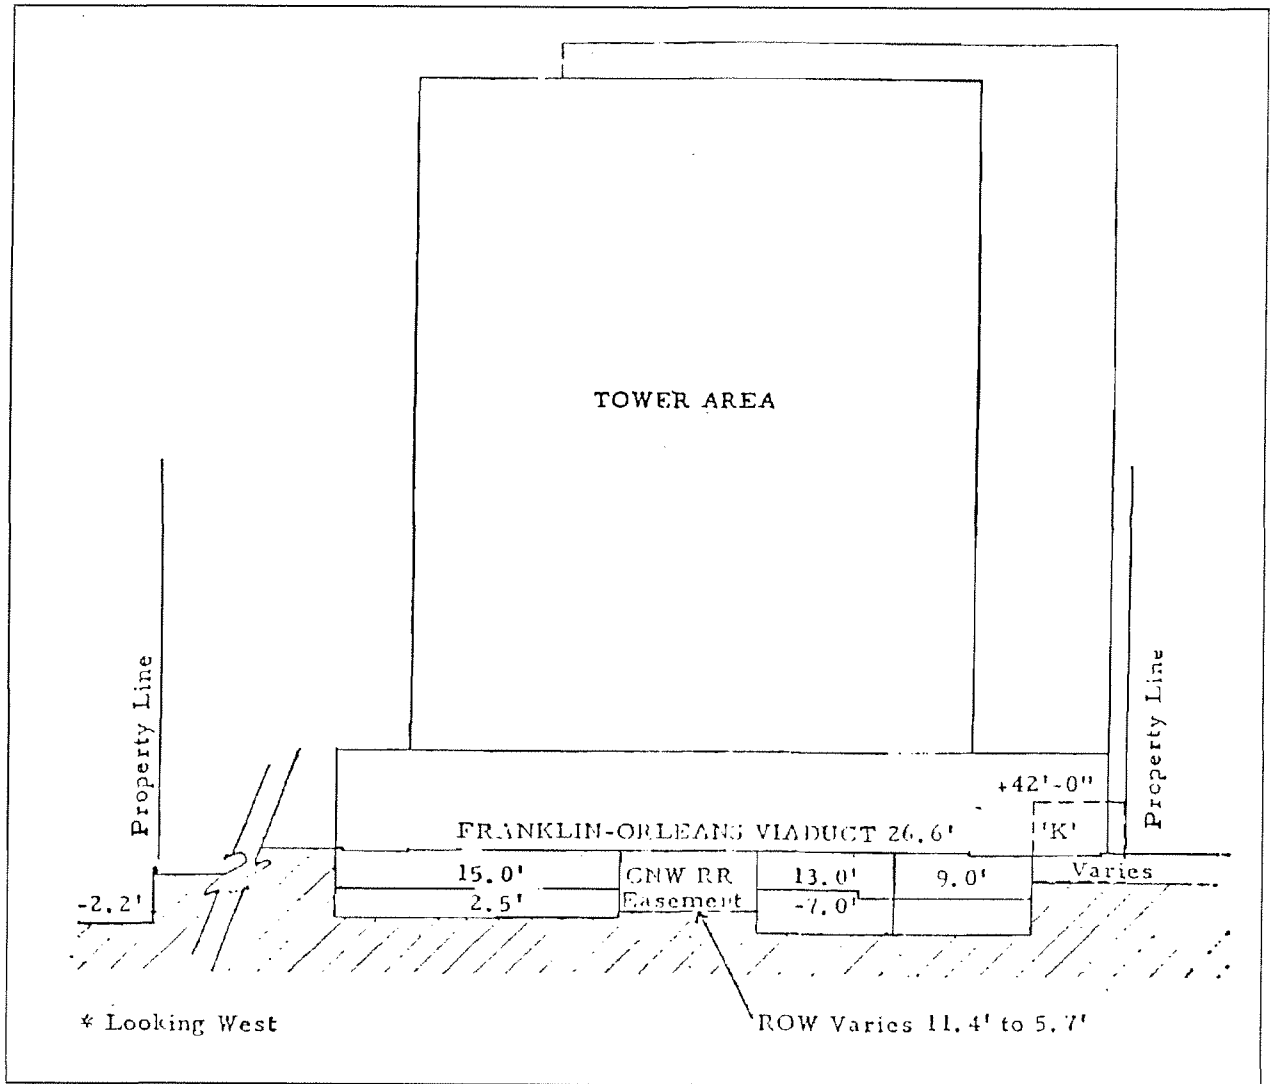 TOWER AREA
Property Line
Property Line
+42'-0"
FRANKLIN-ORLEANS VIADUCT 26.6'
'K'
15.0'
CNW RR
13.0'
9.0'
Varies
-2.2'
2.5'
Easement
-7.0'
* Looking West
ROW Varies 11.4' to 5.7'